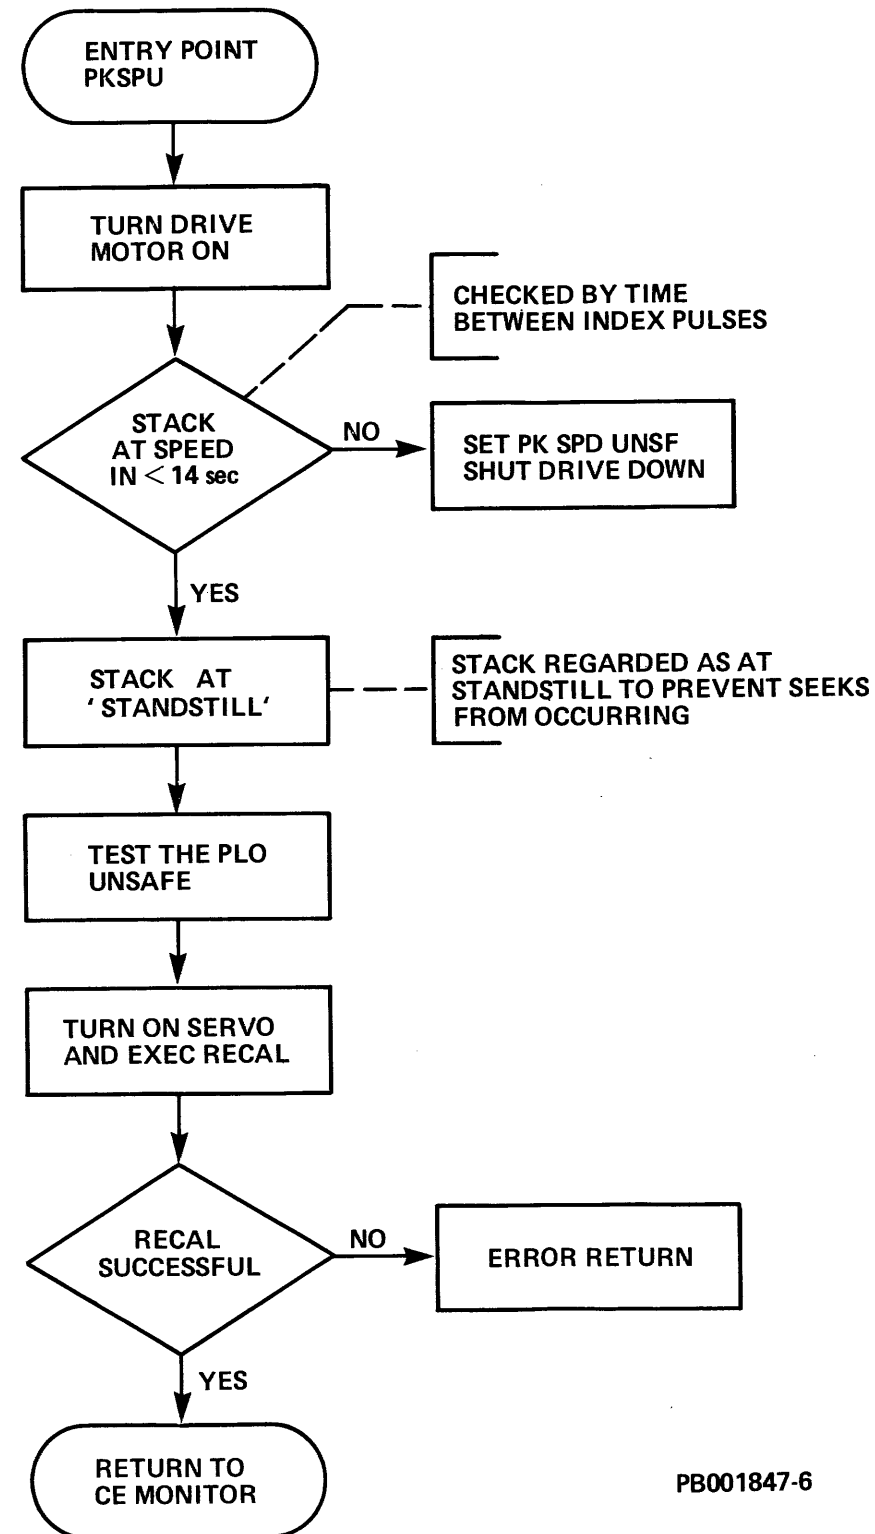 ENTRY POINT
PKSPU
TURN DRIVE
MOTOR ON
CHECKED BY TIME
BETWEEN INDEX PULSES
STACK
AT SPEED
IN < 14 sec
NO
SET PK SPD UNSF
SHUT DRIVE DOWN
YES
STACK AT
'STANDSTILL'
STACK REGARDED AS AT
STANDSTILL TO PREVENT SEEKS
FROM OCCURRING
TEST THE PLO
UNSAFE
TURN ON SERVO
AND EXEC RECAL
RECAL
SUCCESSFUL
NO
ERROR RETURN
YES
RETURN TO
CE MONITOR
PB001847-6